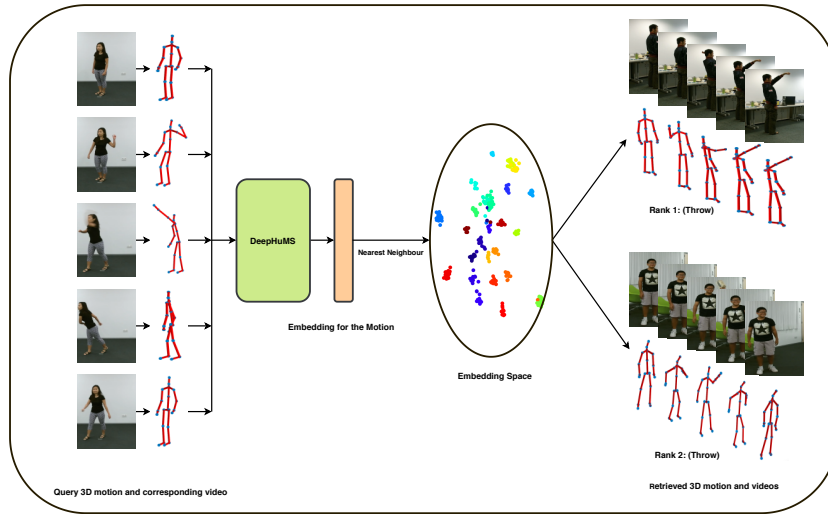 DeepHuMS
Nearest Neighbour
Embedding for the Motion
Embedding Space
Rank 1: (Throw)
Rank 2: (Throw)
Query 3D motion and corresponding video
Retrieved 3D motion and videos